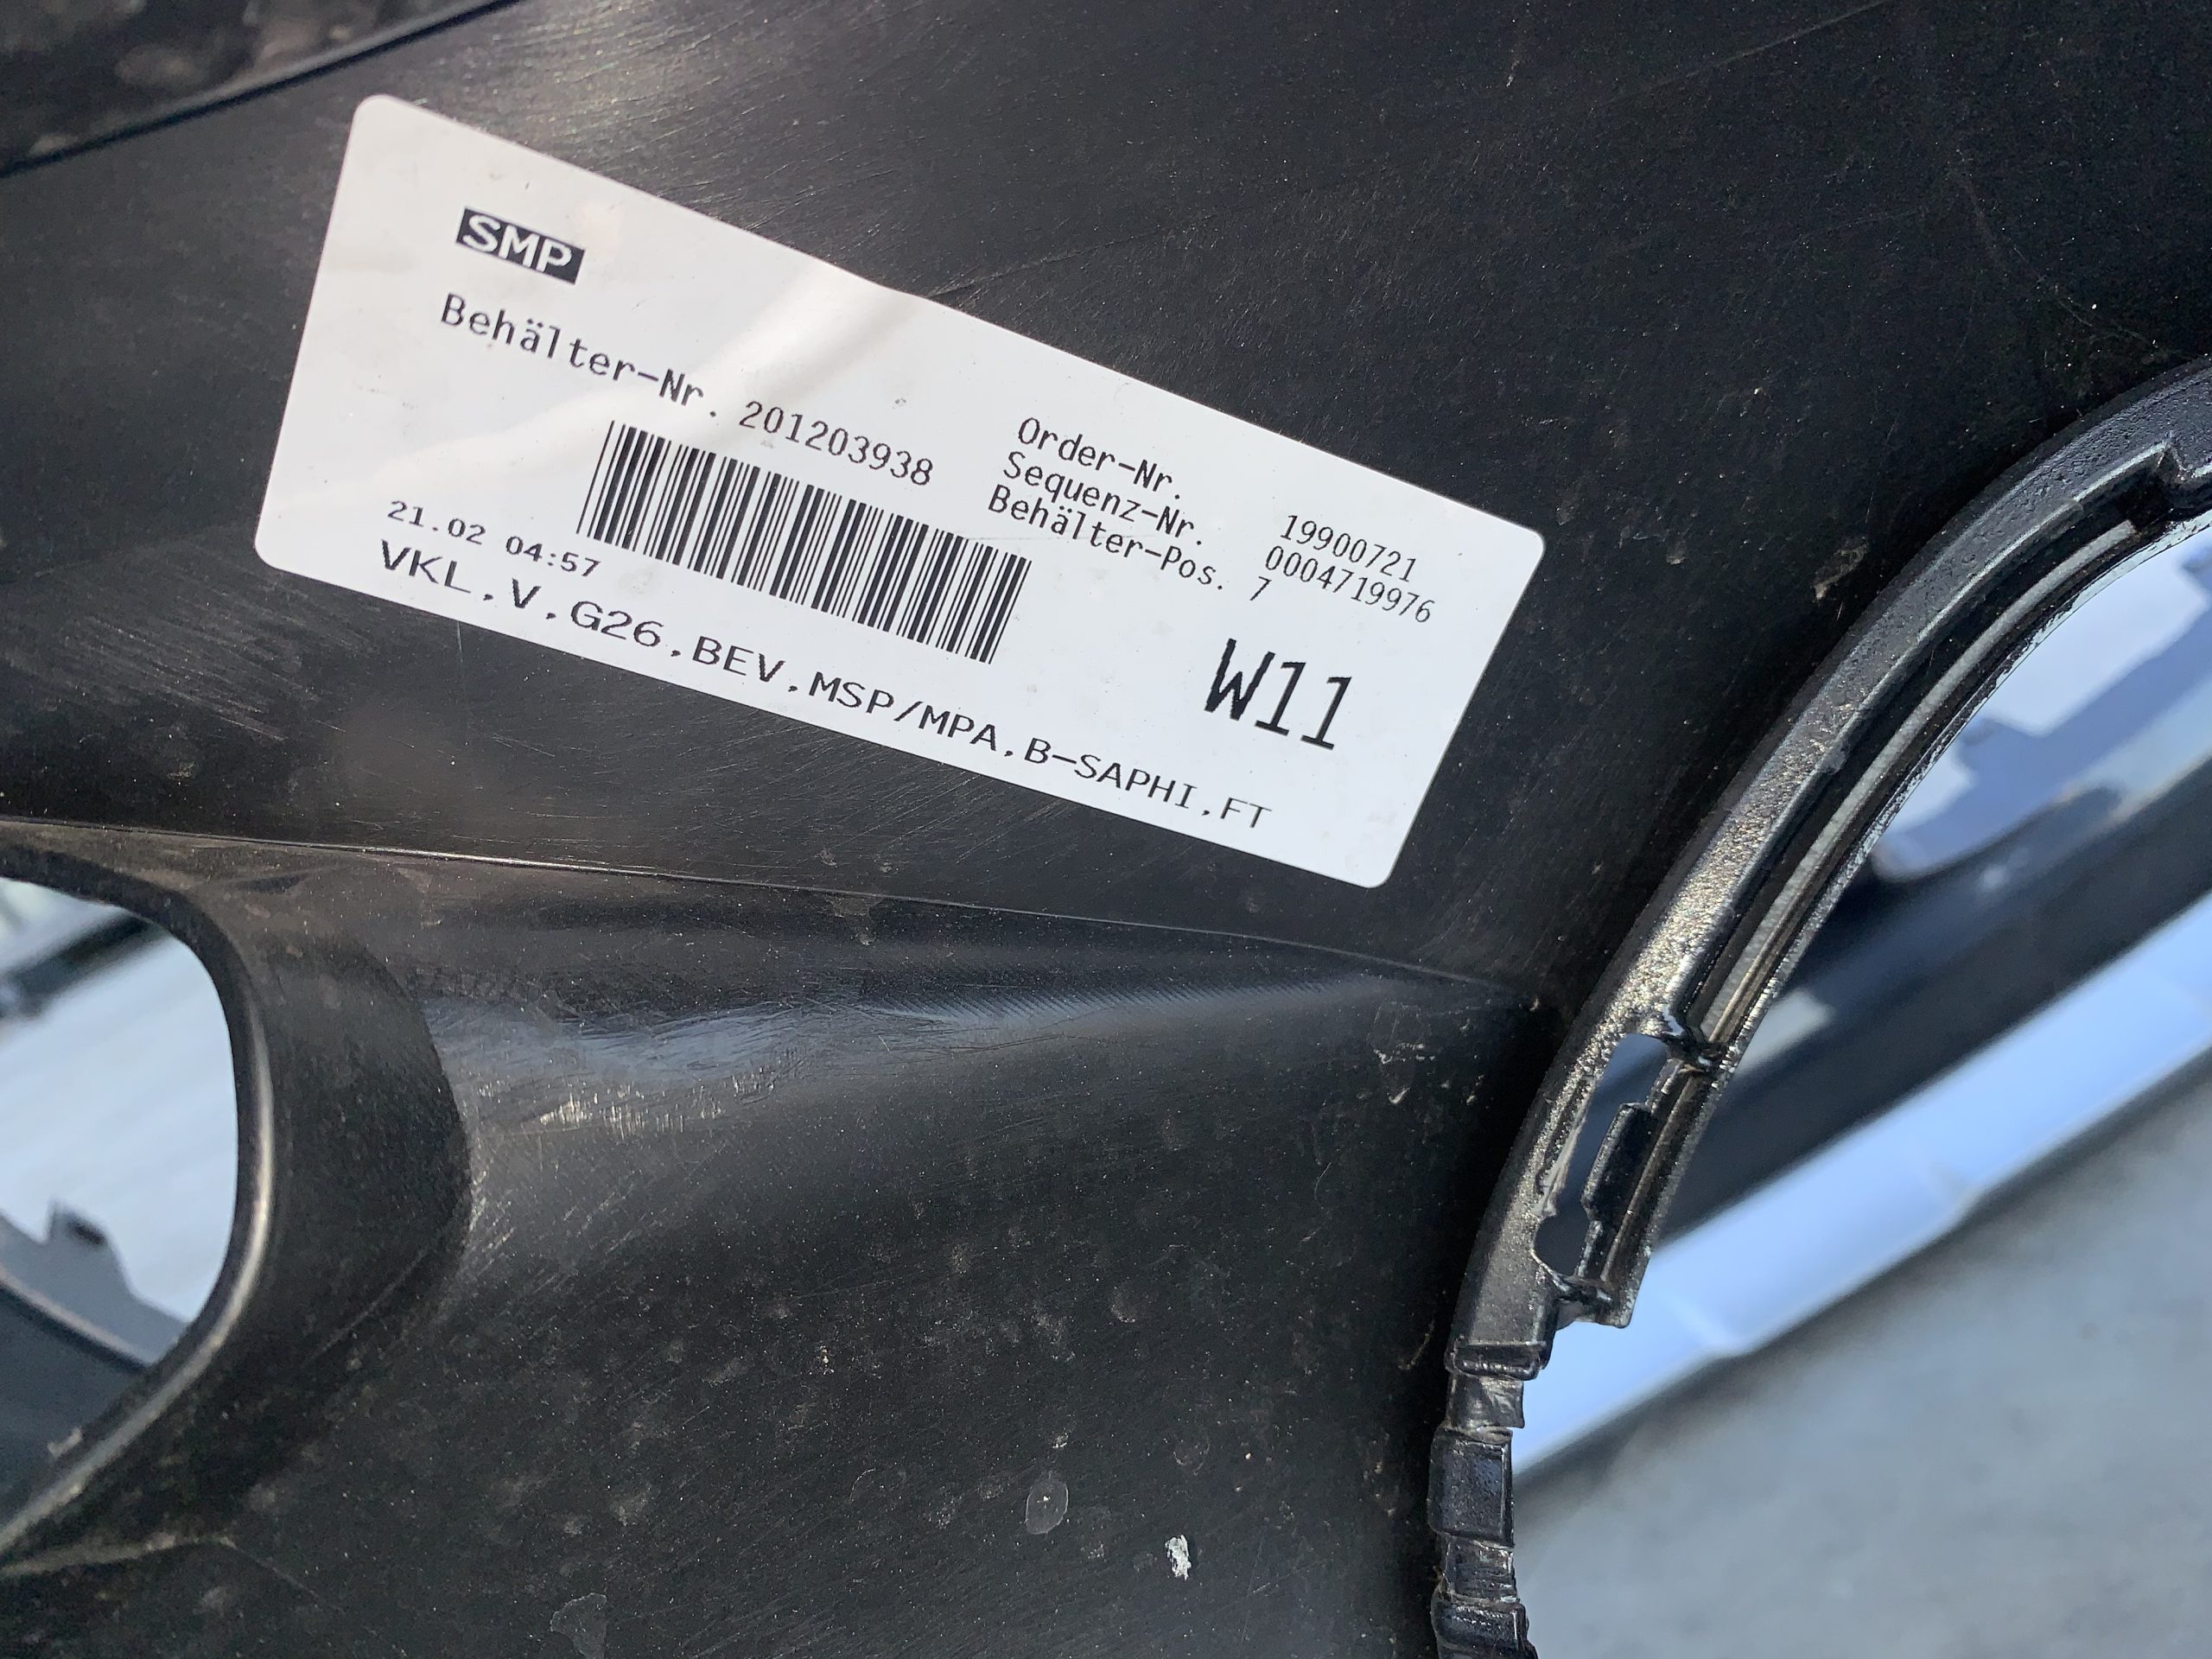 SMP
Behälter-Nr. 201203938
Order-Nr. 19900721
Sequenz-Nr. 0004719976
Behälter-Pos. 7
21.02 04:57
W11
VKL,V,G26,BEV,MSP/MPA,B-SAPHI,FT